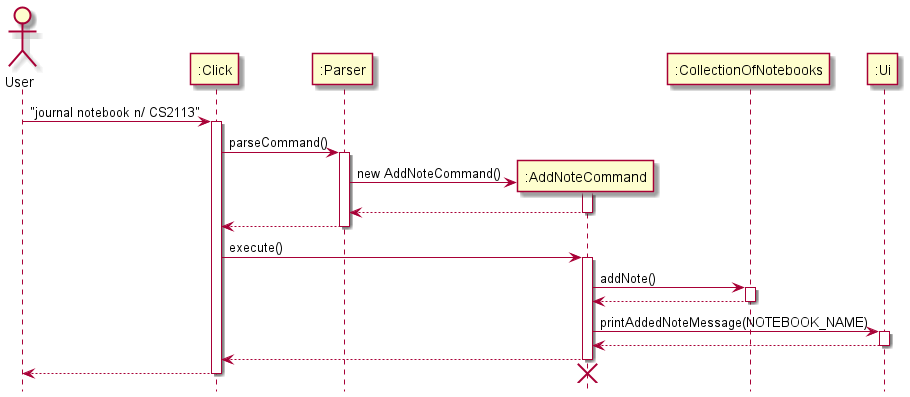 User
:Click
:Parser
:CollectionOfNotebooks
:Ui
"journal notebook n/ CS2113"
parseCommand()
new AddNoteCommand()
:AddNoteCommand
execute()
addNote()
printAddedNoteMessage(NOTEBOOK_NAME)